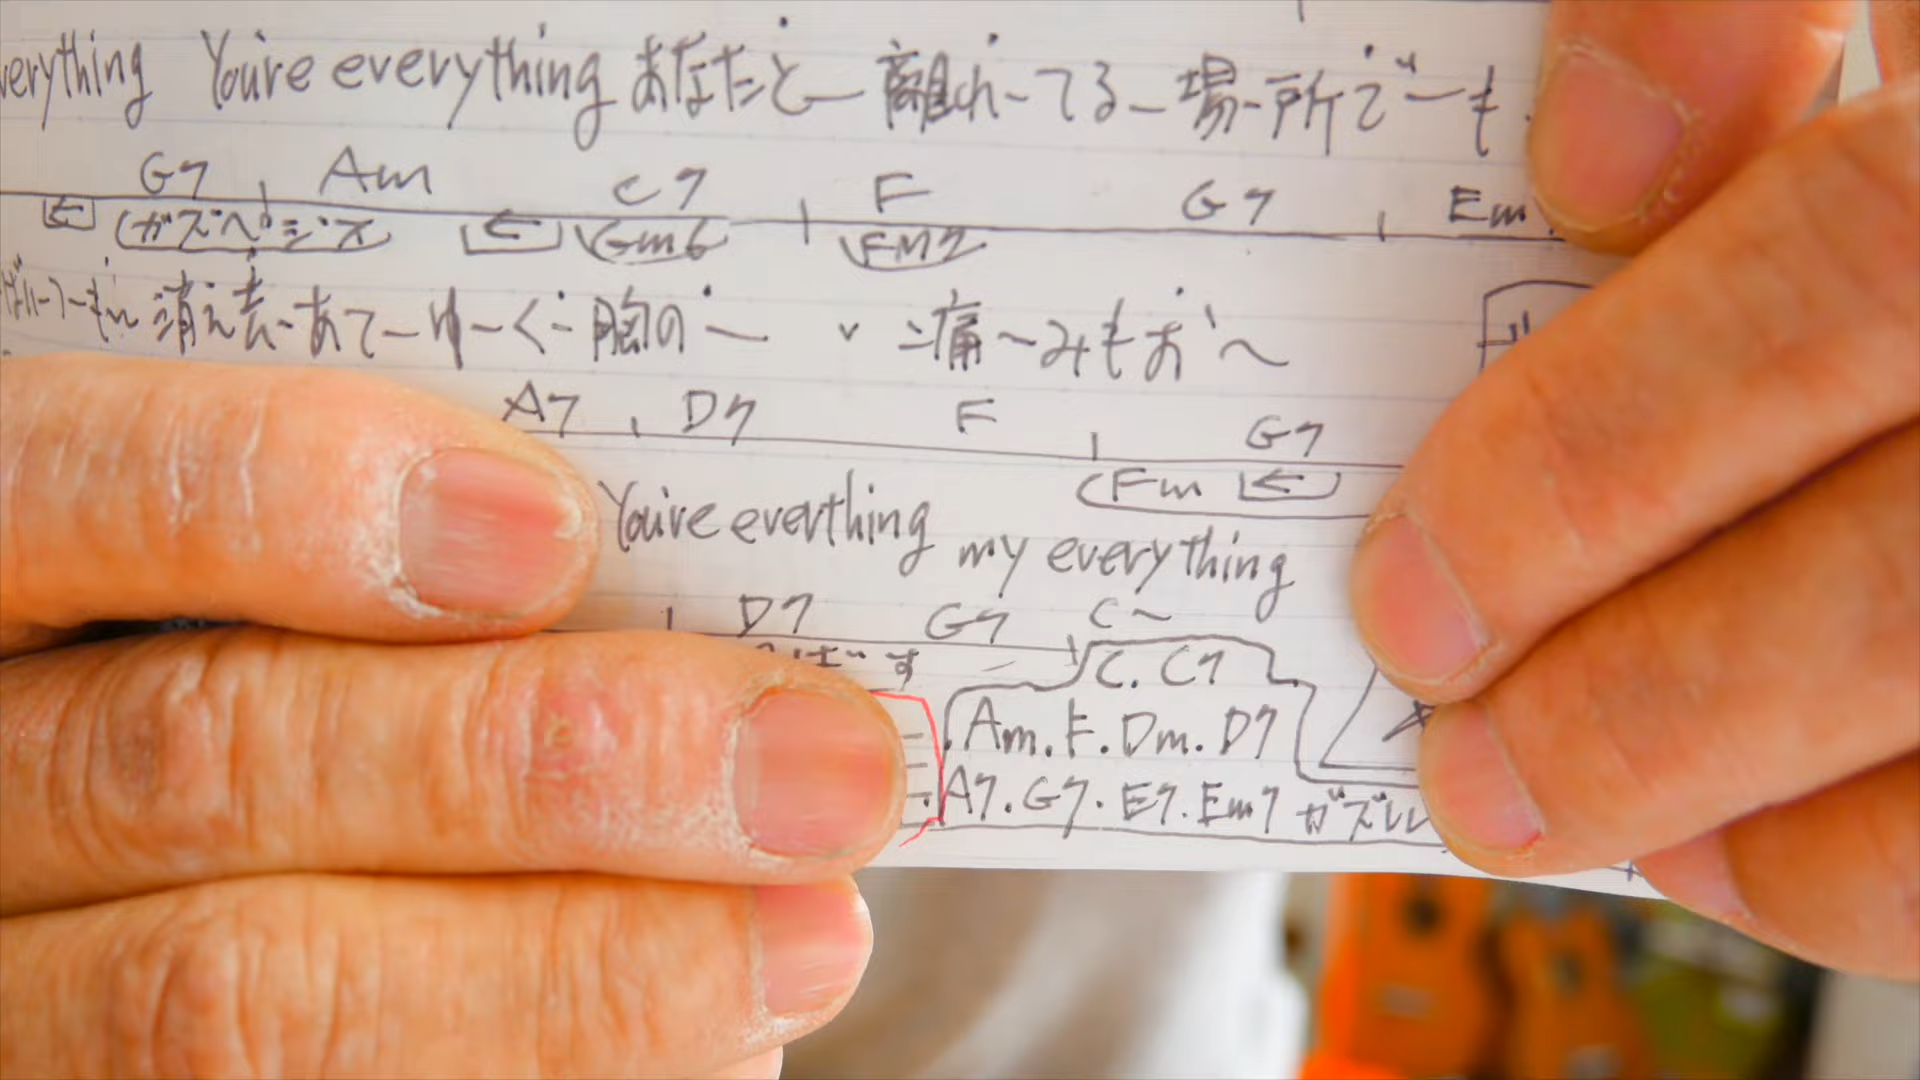 verything You're everything あなたと― 離れ-てる-場-所で―も
G7 Am C7 F G7 Em
← (ガズペジオ ← (Gm6) (FM7)
消え去-あて―ゆ-く 胸の― 痛～みもお～
A7 D7 F G7
(Fm ←
You're everthing my everything
D7 G7 C～
C. C7
Am. F. Dm. D7
A7. G7. E7. Em7 ガズレレ